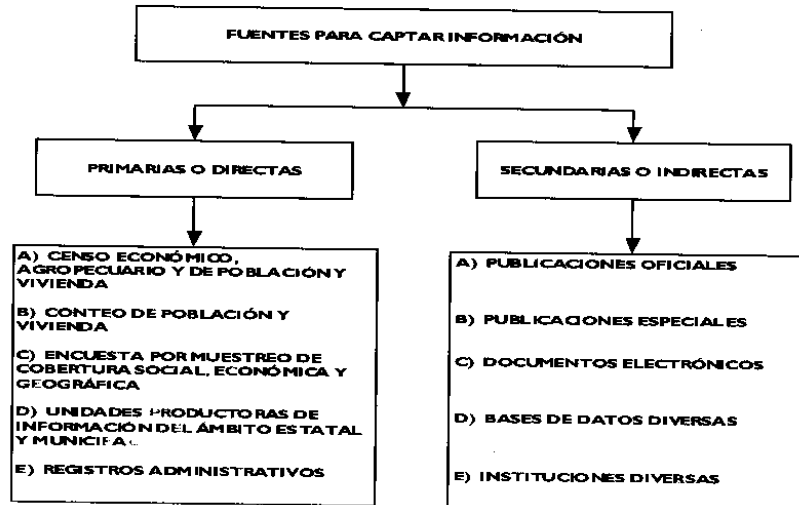 FUENTES PARA CAPTAR INFORMACIÓN
PRIMARIAS O DIRECTAS
SECUNDARIAS O INDIRECTAS
A) CENSO ECONÓMICO,
AGROPECUARIO Y DE POBLACIÓN Y
VIVIENDA
B) CONTEO DE POBLACIÓN Y
VIVIENDA
C) ENCUESTA POR MUESTREO DE
COBERTURA SOCIAL, ECONÓMICA Y
GEOGRÁFICA
D) UNIDADES PRODUCTORAS DE
INFORMACIÓN DEL ÁMBITO ESTATAL
Y MUNICIPAL
E) REGISTROS ADMINISTRATIVOS
A) PUBLICACIONES OFICIALES
B) PUBLICACIONES ESPECIALES
C) DOCUMENTOS ELECTRÓNICOS
D) BASES DE DATOS DIVERSAS
E) INSTITUCIONES DIVERSAS